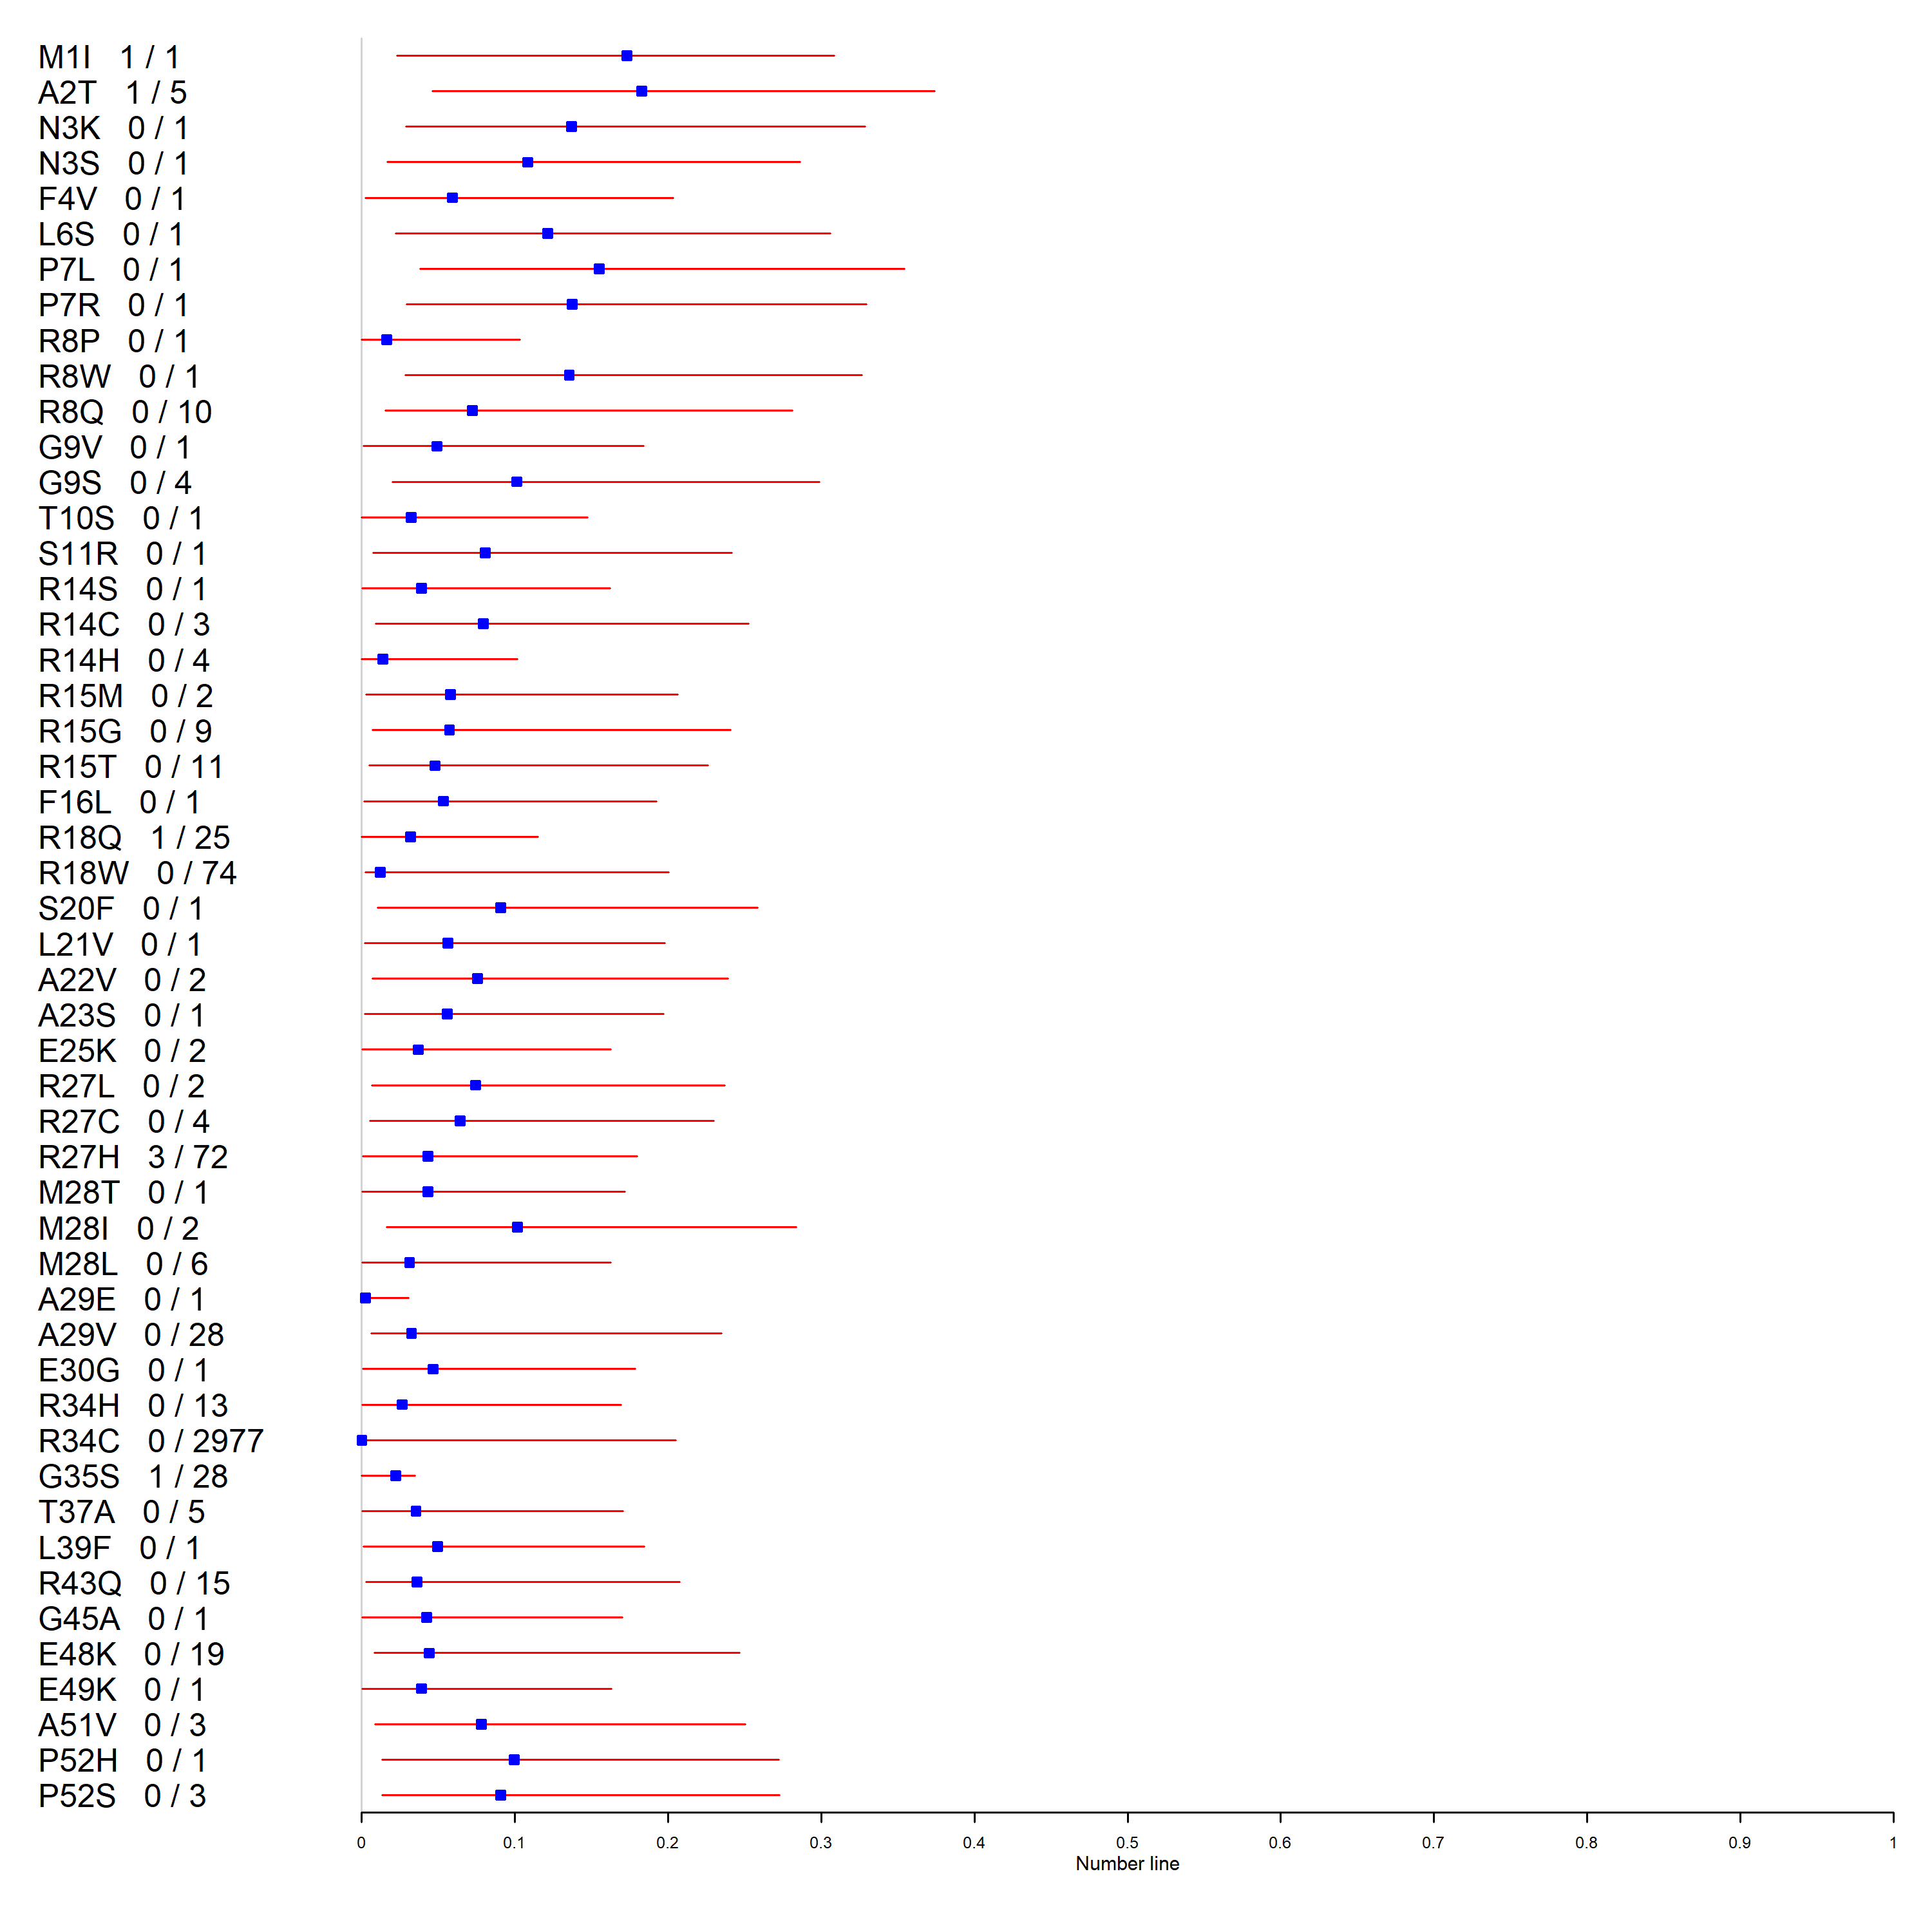 M1I 1 / 1
A2T 1 / 5
N3K 0 / 1
N3S 0 / 1
F4V 0 / 1
L6S 0 / 1
P7L 0 / 1
P7R 0 / 1
R8P 0 / 1
R8W 0 / 1
R8Q 0 / 10
G9V 0 / 1
G9S 0 / 4
T10S 0 / 1
S11R 0 / 1
R14S 0 / 1
R14C 0 / 3
R14H 0 / 4
R15M 0 / 2
R15G 0 / 9
R15T 0 / 11
F16L 0 / 1
R18Q 1 / 25
R18W 0 / 74
S20F 0 / 1
L21V 0 / 1
A22V 0 / 2
A23S 0 / 1
E25K 0 / 2
R27L 0 / 2
R27C 0 / 4
R27H 3 / 72
M28T 0 / 1
M28I 0 / 2
M28L 0 / 6
A29E 0 / 1
A29V 0 / 28
E30G 0 / 1
R34H 0 / 13
R34C 0 / 2977
G35S 1 / 28
T37A 0 / 5
L39F 0 / 1
R43Q 0 / 15
G45A 0 / 1
E48K 0 / 19
E49K 0 / 1
A51V 0 / 3
P52H 0 / 1
P52S 0 / 3
0 0.1 0.2 0.3 0.4 0.5 0.6 0.7 0.8 0.9 1
Number line